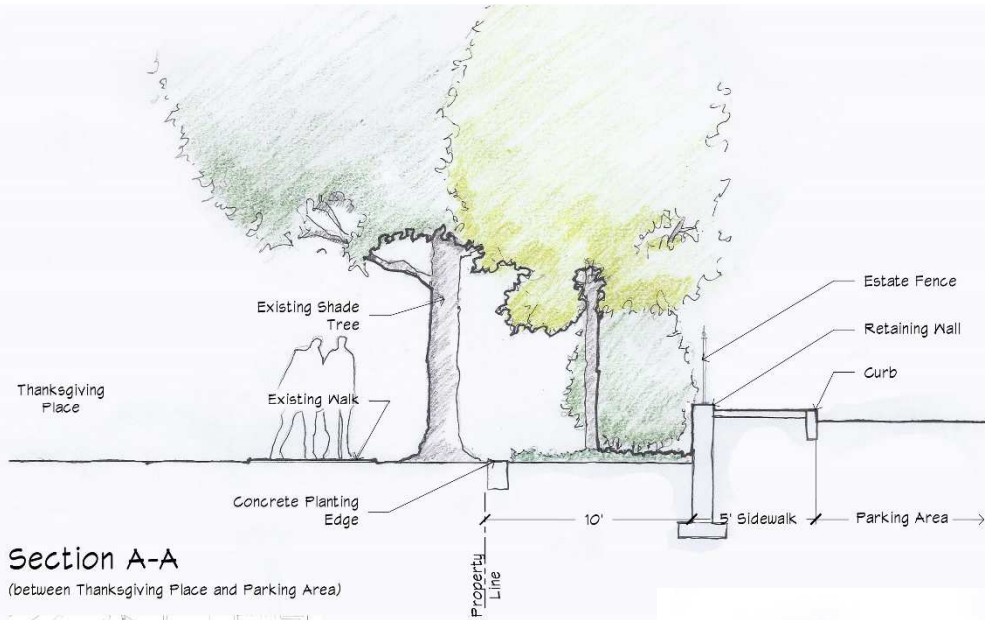 Existing Shade
Tree
Estate Fence
Retaining Wall
Curb
Thanksgiving
Place
Existing Walk
Concrete Planting
Edge
10'
5' Sidewalk
Parking Area
Property
Line
Section A-A
(between Thanksgiving Place and Parking Area)